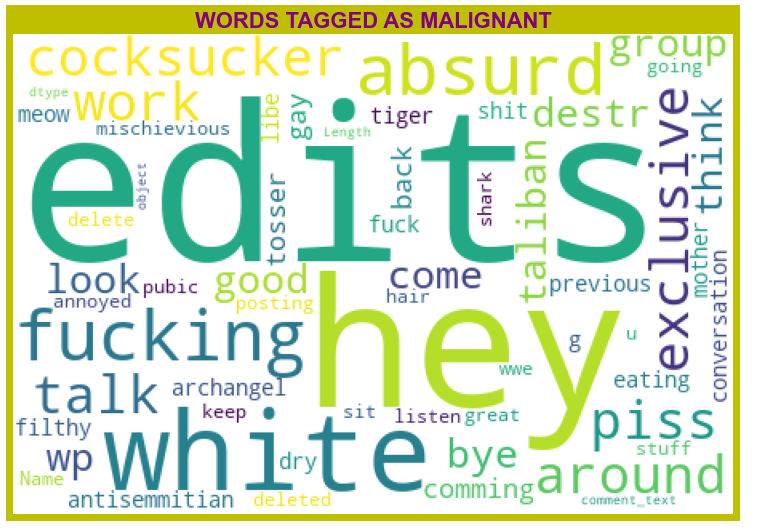 WORDS TAGGED AS MALIGNANT
cocksucker
absurd
group
going
dtype
work
meow
mischievious
libe
gay
Length
tiger
shit
destr
exclusive
think
edits
object
delete
tosser
back
fuck
shark
taliban
mother
conversation
look
pubic
annoyed
good
posting
come
hair
previous
fucking
hey
g
u
wwe
eating
talk
archangel
keep
sit
listen
great
piss
filthy
wp
white
dry
bye
stuff
Name
antisemmitian
deleted
comming
around
comment_text